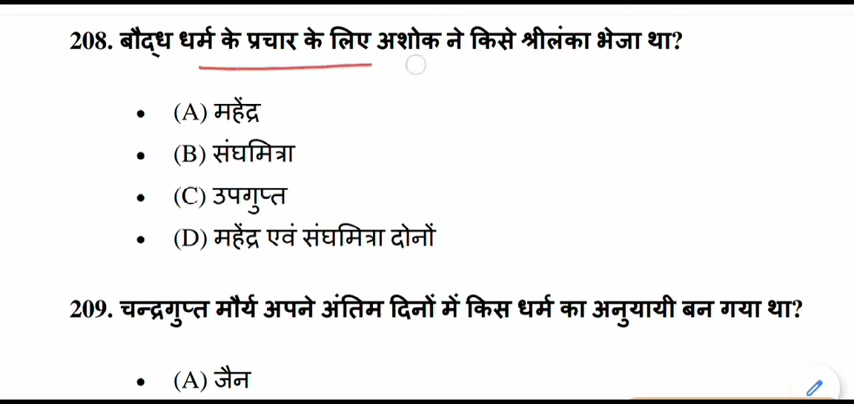 208. बौद्ध धर्म के प्रचार के लिए अशोक ने किसे श्रीलंका भेजा था?
• (A) महेंद्र
• (B) संघमित्रा
• (C) उपगुप्त
• (D) महेंद्र एवं संघमित्रा दोनों
209. चन्द्रगुप्त मौर्य अपने अंतिम दिनों में किस धर्म का अनुयायी बन गया था?
• (A) जैन